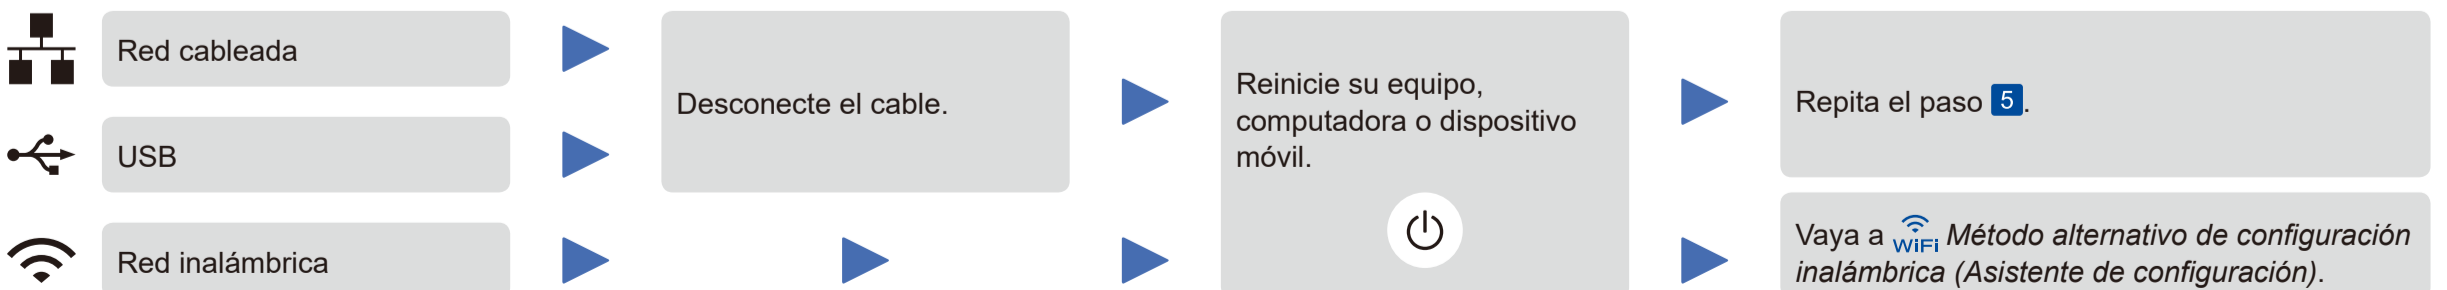 Red cableada
USB
Red inalámbrica
Desconecte el cable.
Reinicie su equipo,
computadora o dispositivo
móvil.
Repita el paso 5.
Vaya a WiFi Método alternativo de configuración
inalámbrica (Asistente de configuración).